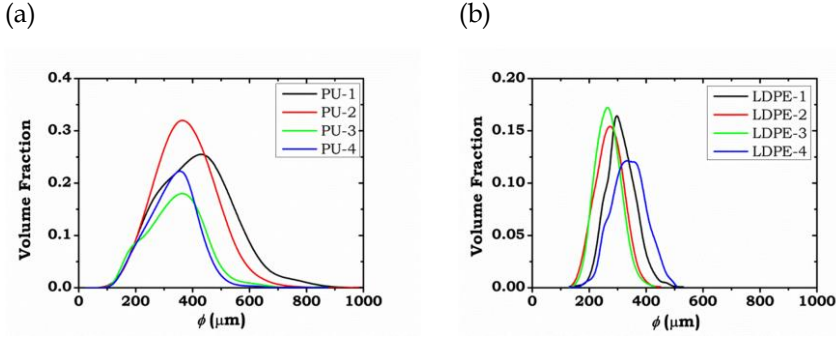 (a)
(b)
0.4
0.3
0.2
0.1
0.0
Volume Fraction
PU-1
PU-2
PU-3
PU-4
0 200 400 600 800 1000
ϕ (μm)
0.20
0.15
0.10
0.05
0.00
Volume Fraction
LDPE-1
LDPE-2
LDPE-3
LDPE-4
0 200 400 600 800 1000
ϕ (μm)